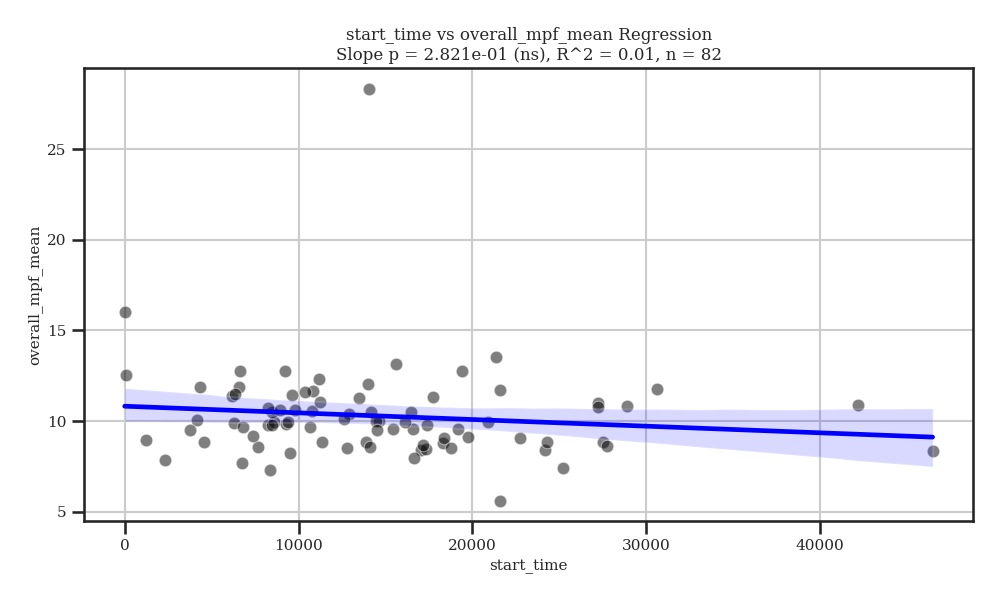 start_time vs overall_mpf_mean Regression
Slope p = 2.821e-01 (ns), R^2 = 0.01, n = 82
overall_mpf_mean
25
20
15
10
5
0
10000
20000
30000
40000
start_time